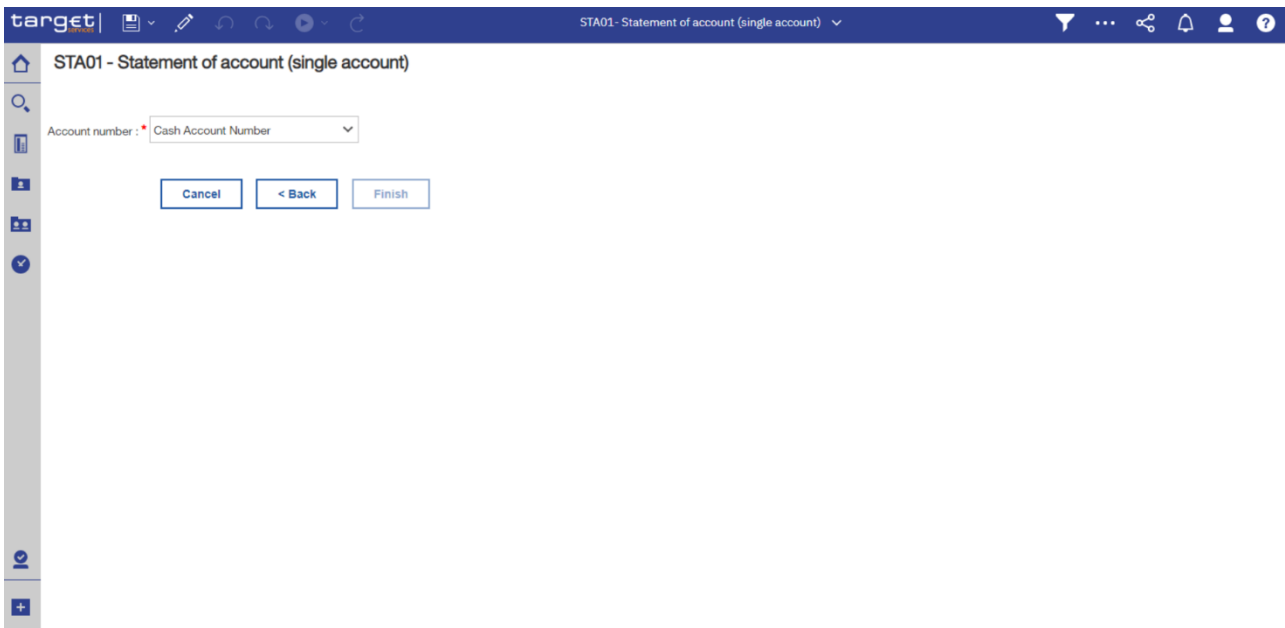 target|
services
STA01- Statement of account (single account)
STA01 - Statement of account (single account)
Account number : * Cash Account Number
Cancel
< Back
Finish